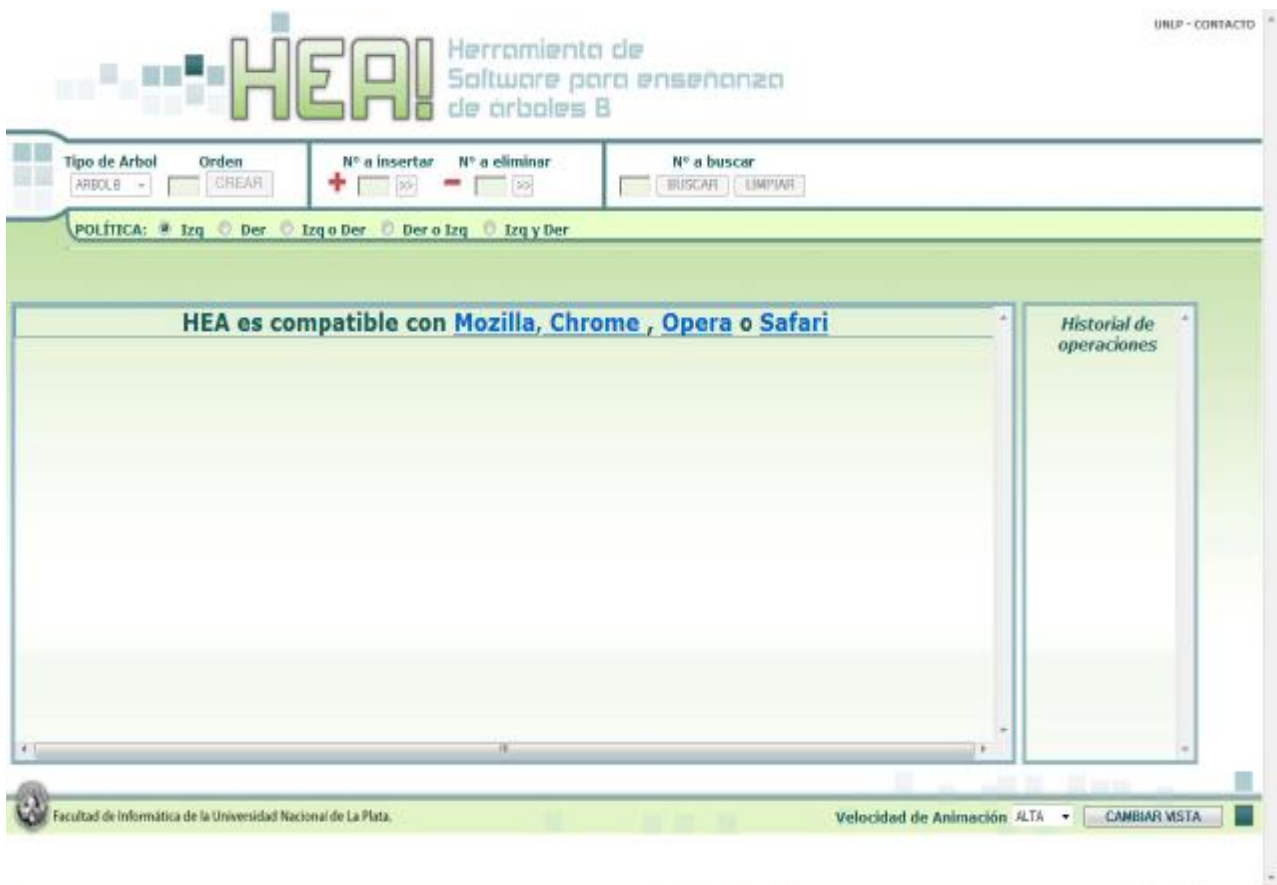 UNLP - CONTACTO
HEA!
Herramienta de
Software para enseñanza
de árboles B
Tipo de Arbol Orden Nº a insertar Nº a eliminar Nº a buscar
ARBOL B CREAR >> >> BUSCAR LIMPIAR
POLÍTICA: Izq Der Izq o Der Der o Izq Izq y Der
HEA es compatible con Mozilla, Chrome , Opera o Safari
Historial de
operaciones
Facultad de Informática de la Universidad Nacional de La Plata.
Velocidad de Animación ALTA CAMBIAR VISTA